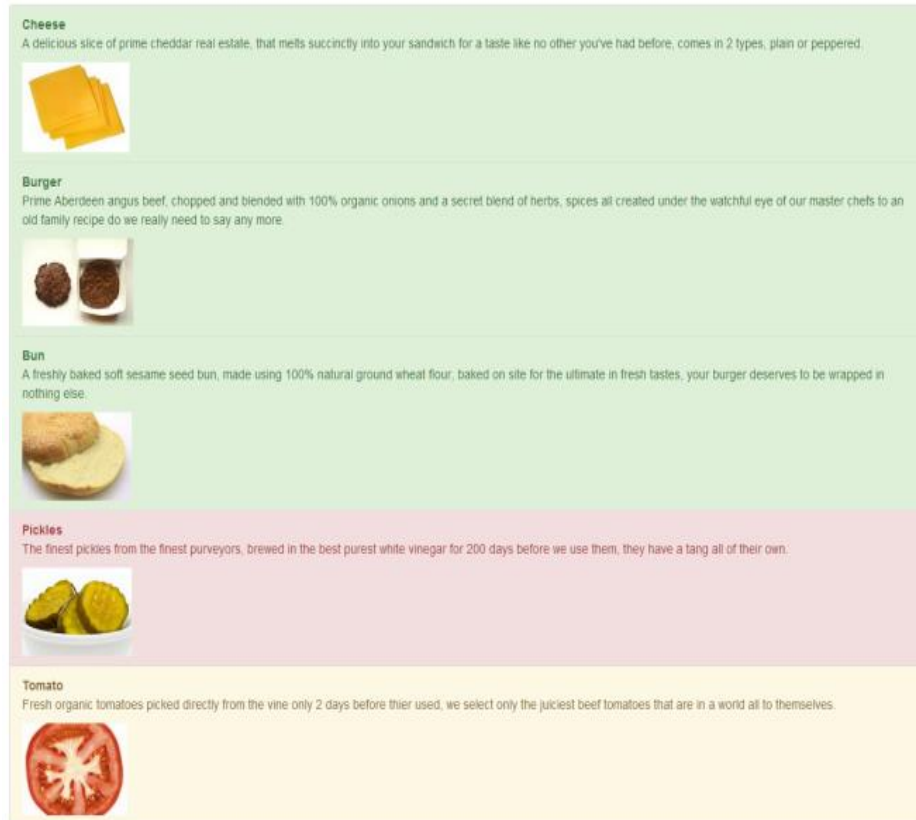 Cheese
A delicious slice of prime cheddar real estate, that melts succinctly into your sandwich for a taste like no other you've had before, comes in 2 types, plain or peppered.
Burger
Prime Aberdeen angus beef, chopped and blended with 100% organic onions and a secret blend of herbs, spices all created under the watchful eye of our master chefs to an
old family recipe do we really need to say any more.
Bun
A freshly baked soft sesame seed bun, made using 100% natural ground wheat flour, baked on site for the ultimate in fresh tastes, your burger deserves to be wrapped in
nothing else.
Pickles
The finest pickles from the finest purveyors, brewed in the best purest white vinegar for 200 days before we use them, they have a tang all of their own.
Tomato
Fresh organic tomatoes picked directly from the vine only 2 days before thier used, we select only the juiciest beef tomatoes that are in a world all to themselves.